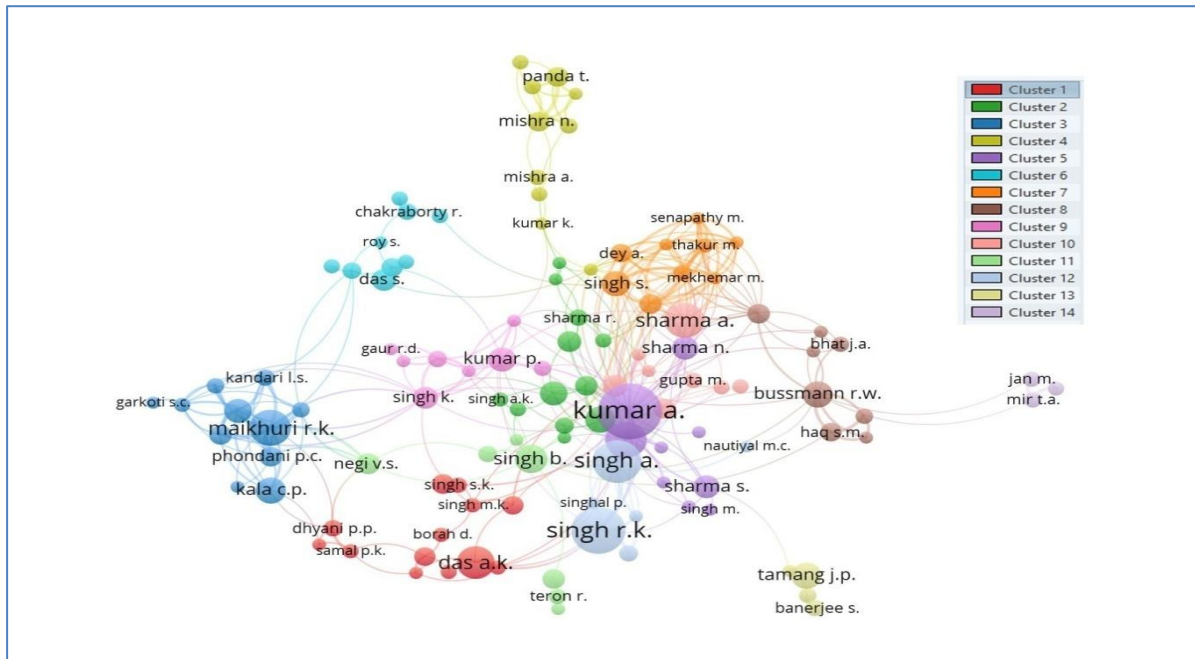 panda t.
mishra n.
mishra a.
kumar k.
chakraborty r.
roy s.
das s.
senapathy m.
dey a.
thakur m.
singh s.
mekhemar m.
sharma r.
sharma a.
sharma n.
bhat j.a.
gaur r.d.
kumar p.
gupta m.
kandari l.s.
singh k.
singh a.k.
kumar a.
bussmann r.w.
jan m.
mir t.a.
garkoti s.c.
maikhuri r.k.
haq s.m.
phondani p.c.
negi v.s.
singh b.
singh a.
nautiyal m.c.
kala c.p.
singh s.k.
singh m.k.
singhal p.
sharma s.
singh m.
dhyani p.p.
samal p.k.
borah d.
das a.k.
singh r.k.
teron r.
tamang j.p.
banerjee s.
Cluster 1
Cluster 2
Cluster 3
Cluster 4
Cluster 5
Cluster 6
Cluster 7
Cluster 8
Cluster 9
Cluster 10
Cluster 11
Cluster 12
Cluster 13
Cluster 14